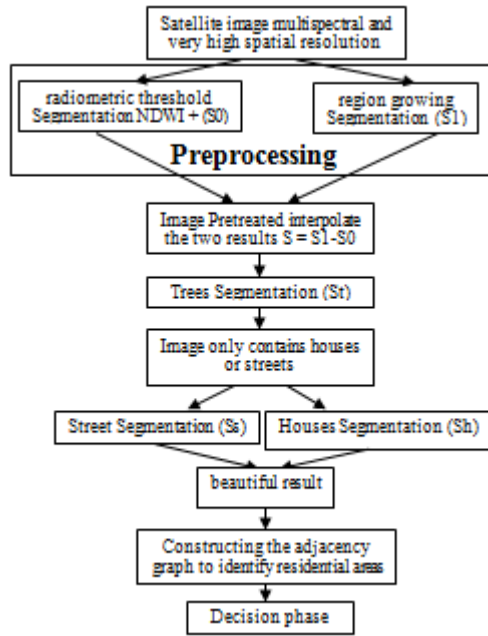 Satellite image multispectral and
very high spatial resolution
radiometric threshold
Segmentation NDWI + (S0)
region growing
Segmentation (S1)
Preprocessing
Image Pretreated interpolate
the two results S = S1-S0
Trees Segmentation (St)
Image only contains houses
or streets
Street Segmentation (Ss)
Houses Segmentation (Sh)
beautiful result
Constructing the adjacency
graph to identify residential areas
Decision phase